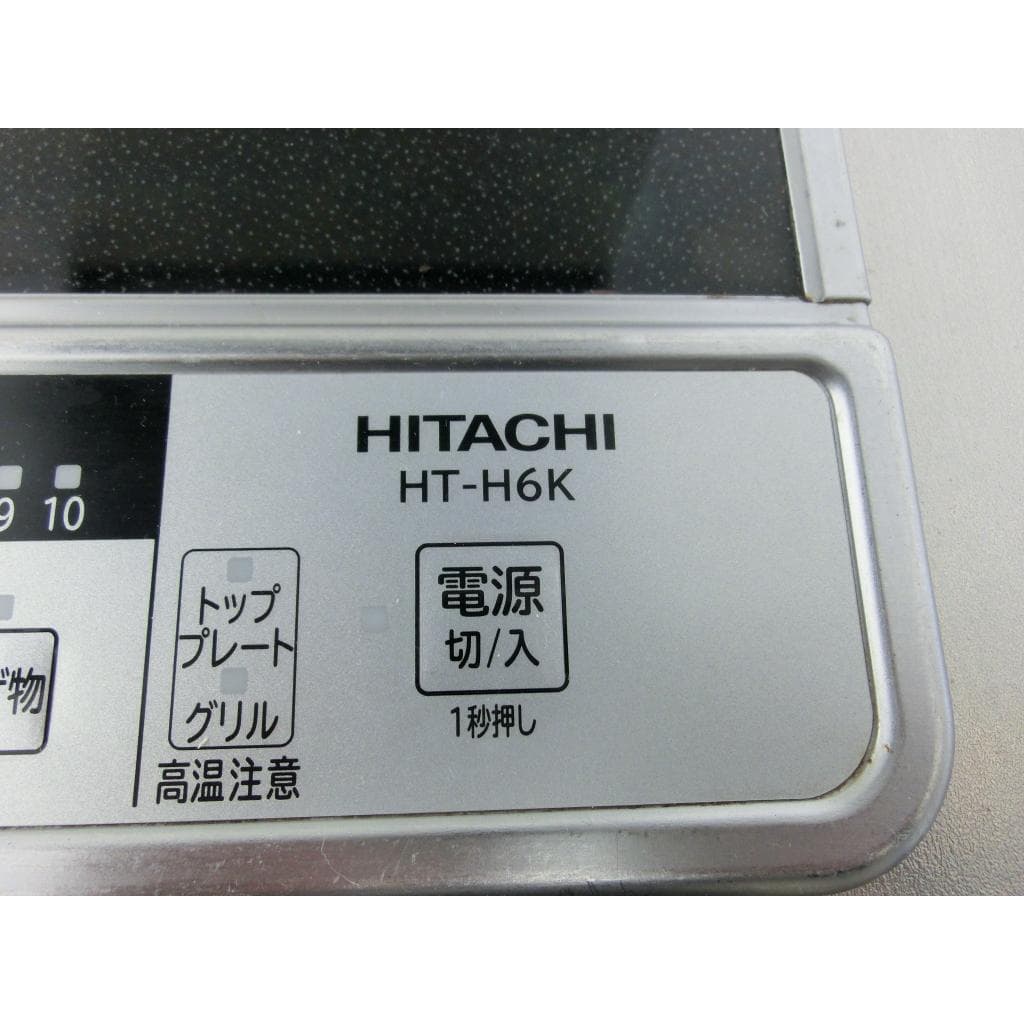 HITACHI
HT-H6K
9 10
トップ
プレート
グリル
高温注意
電源
切/入
1秒押し
物